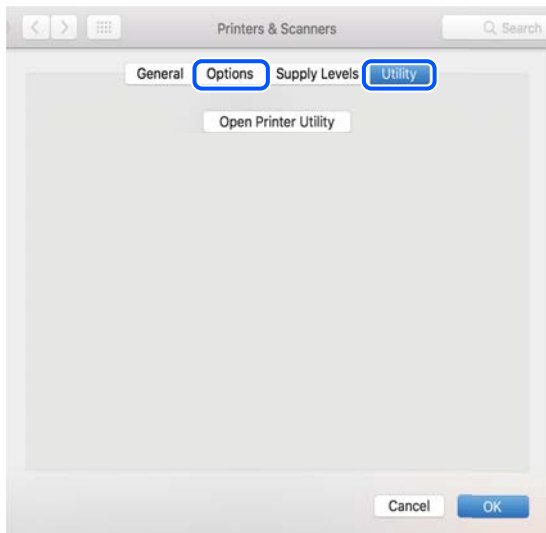 Printers & Scanners Search
General Options Supply Levels Utility
Open Printer Utility
Cancel OK